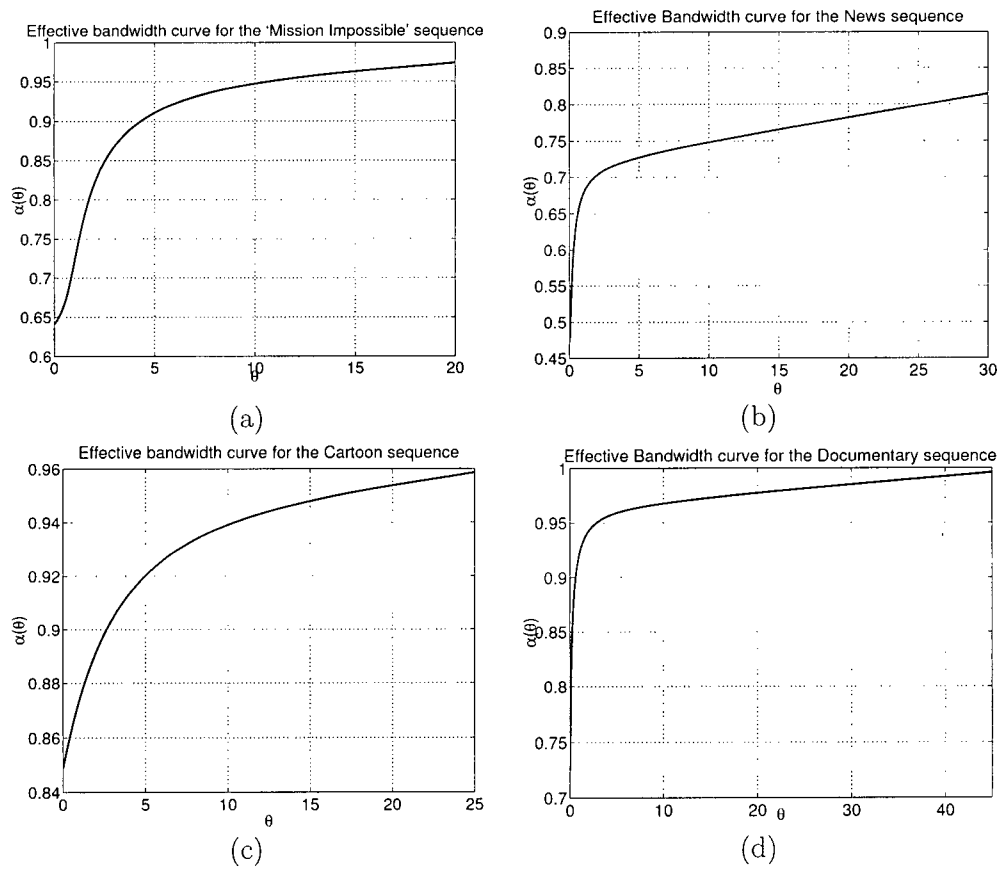 Effective bandwidth curve for the ‘Mission Impossible’ sequence
1
0.95
0.9
0.85
0.8
0.75
0.7
0.65
0.6
α(θ)
0 5 10 15 20
θ
(a)
Effective Bandwidth curve for the News sequence
0.9
0.85
0.8
0.75
0.7
0.65
0.6
0.55
0.5
0.45
α(θ)
0 5 10 15 20 25 30
θ
(b)
Effective bandwidth curve for the Cartoon sequence
0.96
0.94
0.92
0.9
0.88
0.86
0.84
α(θ)
0 5 10 15 20 25
θ
(c)
Effective Bandwidth curve for the Documentary sequence
1
0.95
0.9
0.85
0.8
0.75
0.7
α(θ)
0 10 20 30 40
θ
(d)